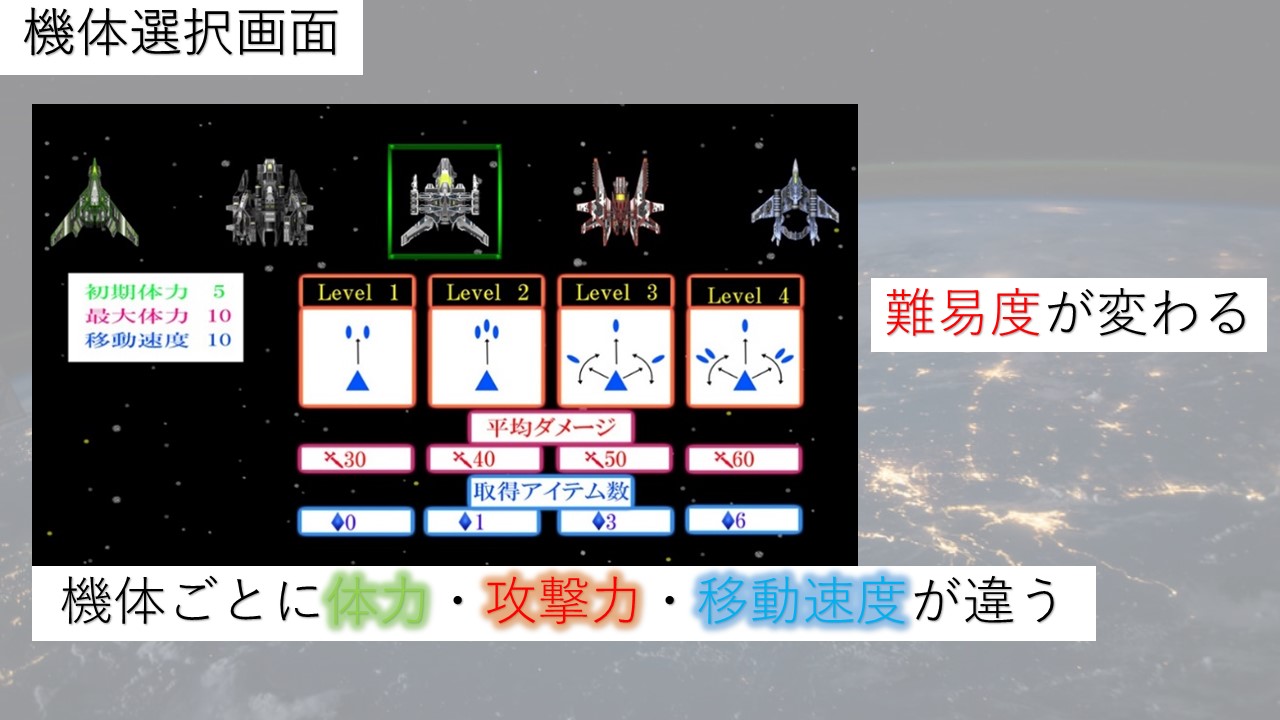 機体選択画面
初期体力 5
最大体力 10
移動速度 10
Level 1
Level 2
Level 3
Level 4
平均ダメージ
30
40
50
60
取得アイテム数
0
1
3
6
難易度が変わる
機体ごとに体力・攻撃力・移動速度が違う